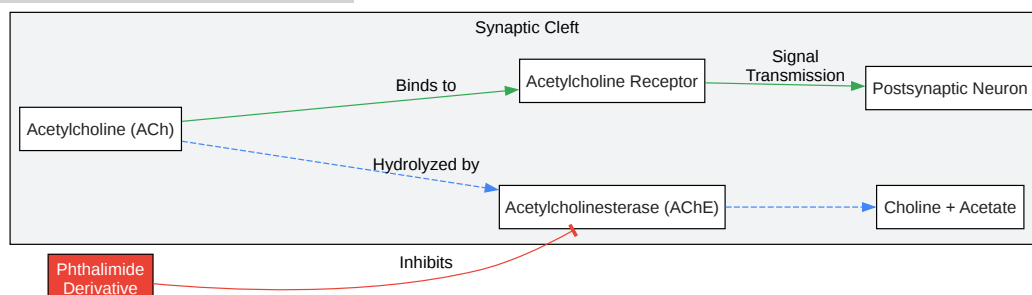 Synaptic Cleft
Signal
Transmission
Binds to
Acetylcholine Receptor
Postsynaptic Neuron
Acetylcholine (ACh)
Hydrolyzed by
Acetylcholinesterase (AChE)
Choline + Acetate
Inhibits
Phthalimide
Derivative